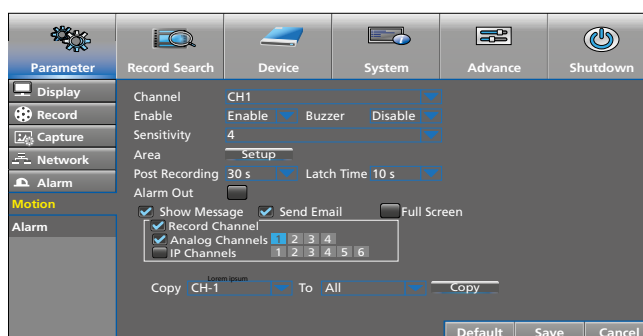 Parameter Record Search Device System Advance Shutdown
Display
Record
Capture
Network
Alarm
Motion
Alarm
Channel CH1
Enable Enable Buzzer Disable
Sensitivity 4
Area Setup
Post Recording 30 s Latch Time 10 s
Alarm Out
Show Message Send Email Full Screen
Record Channel
Analog Channels 1 2 3 4
IP Channels 1 2 3 4 5 6
Lorem ipsum
Copy CH-1 To All Copy
Default Save Cancel